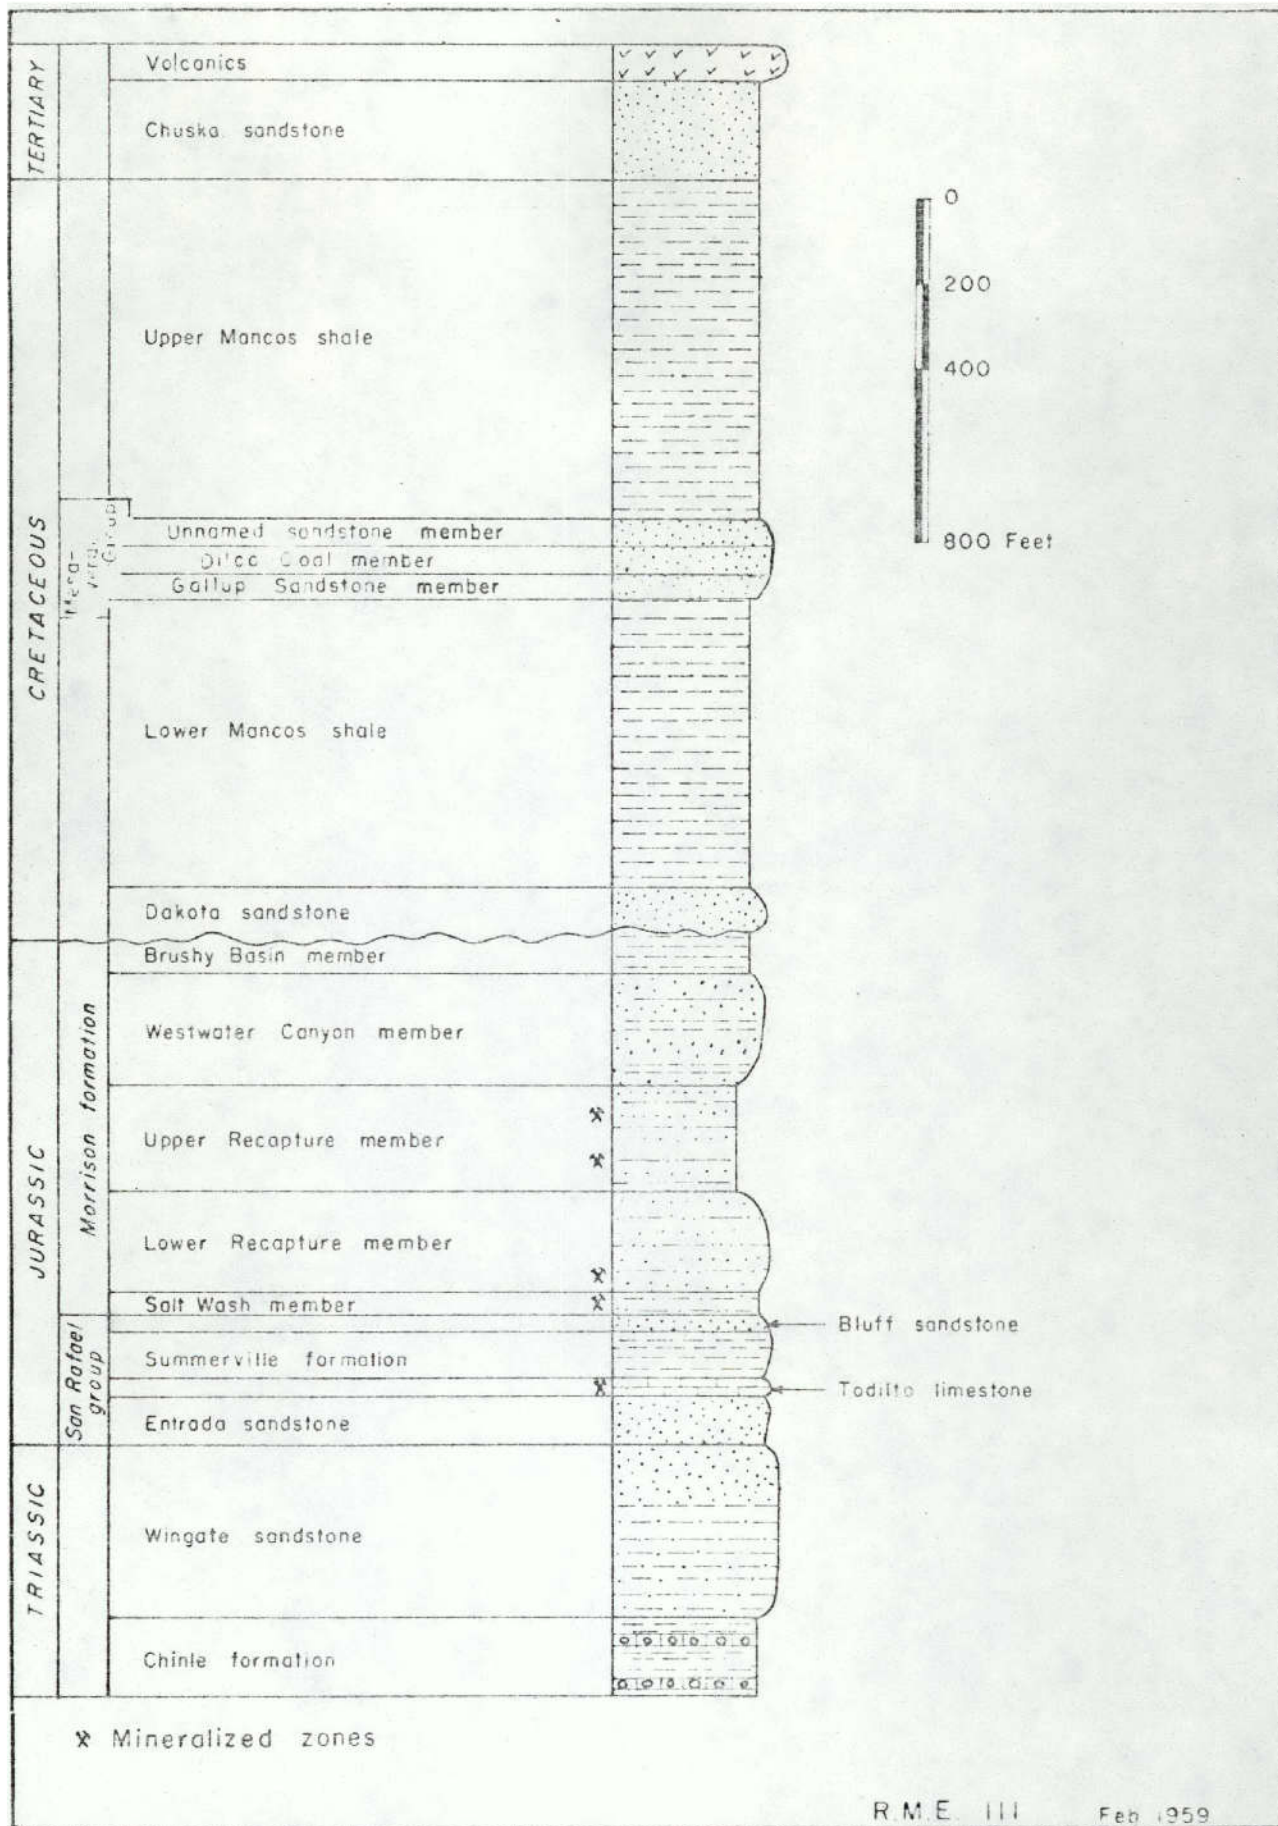 TERTIARY
Volcanics
Chuska sandstone
0
200
400
800 Feet
CRETACEOUS
Upper Mancos shale
Unnamed sandstone member
Coal member
Gallup Sandstone member
Lower Mancos shale
Dakota sandstone
JURASSIC
Morrison formation
Brushy Basin member
Westwater Canyon member
Upper Recapture member
Lower Recapture member
Salt Wash member
San Rafael
group
Bluff sandstone
Summerville formation
Todilto limestone
Entrada sandstone
TRIASSIC
Wingate sandstone
Chinle formation
Mineralized zones
R.M.E. 111 Feb 1959